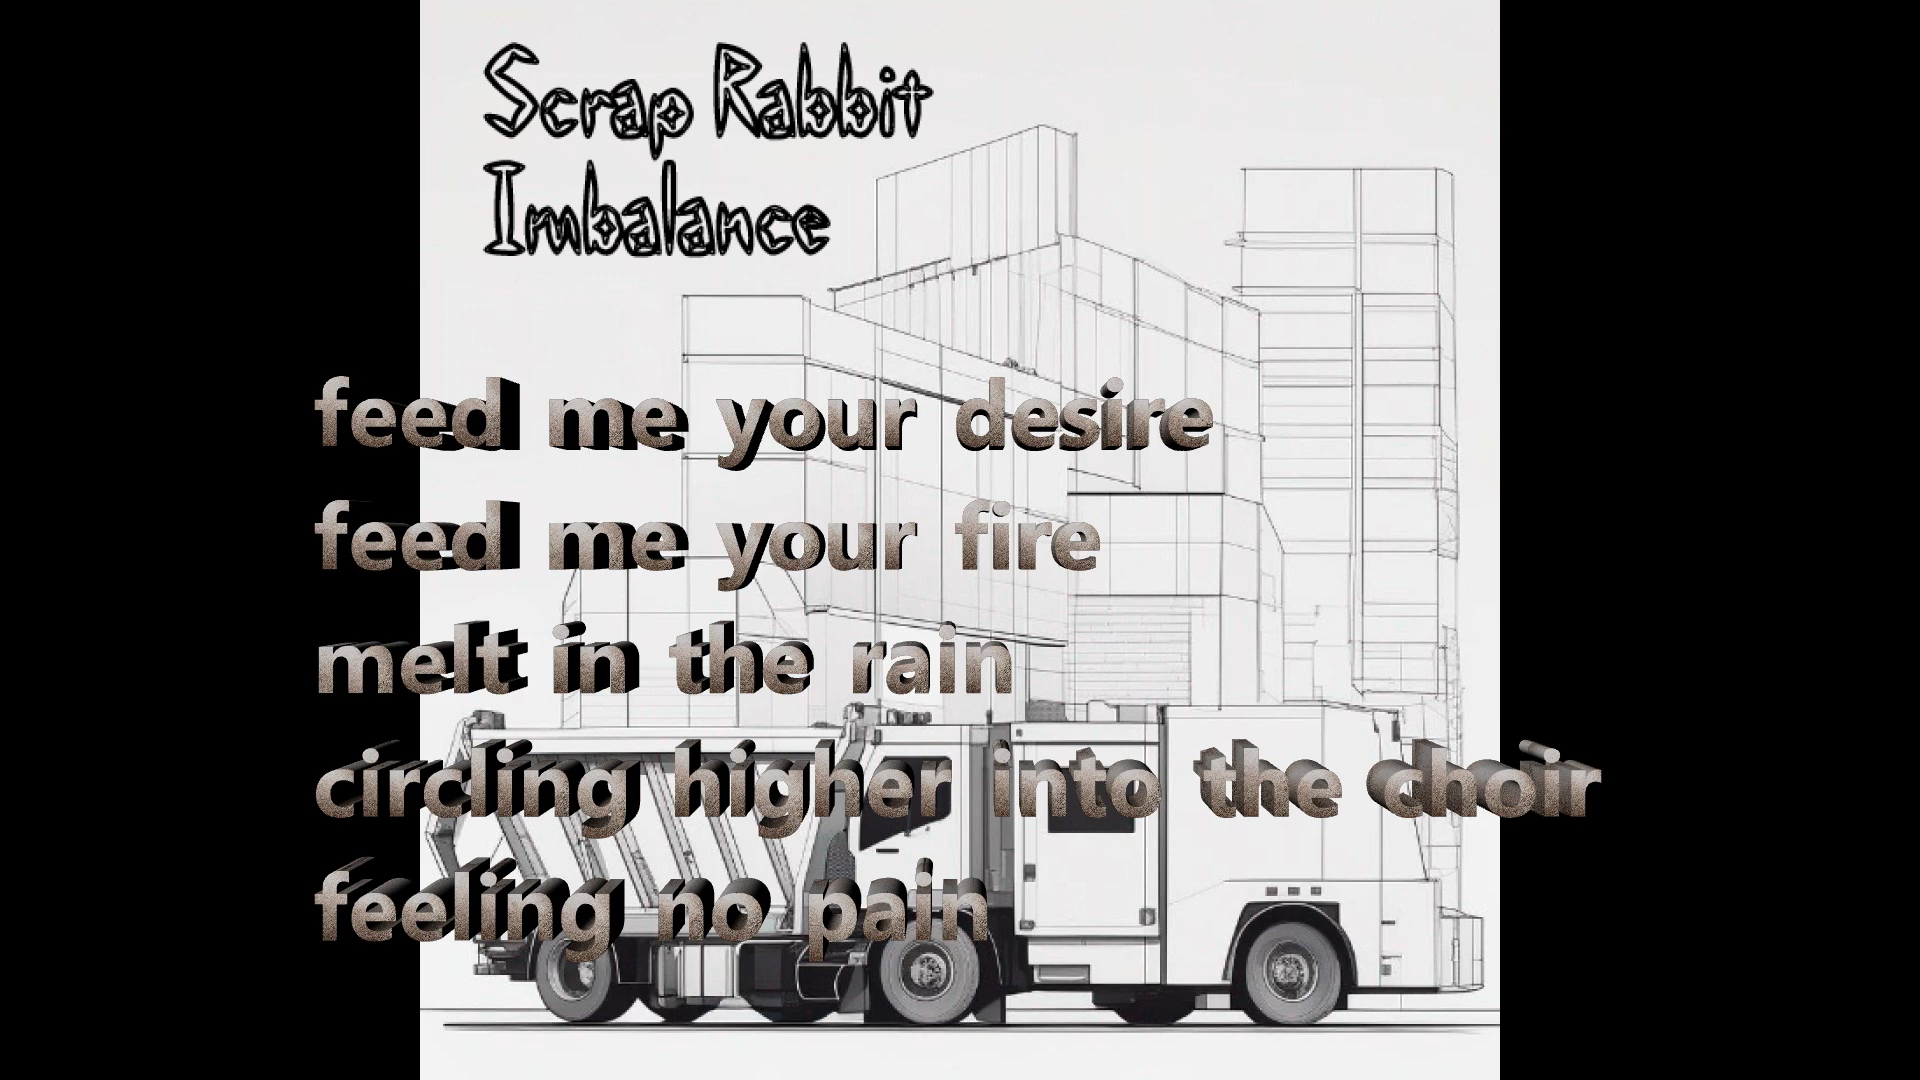 Scrap Rabbit
Imbalance
feed me your desire
feed me your fire
melt in the rain
circling higher into the choir
feeling no pain